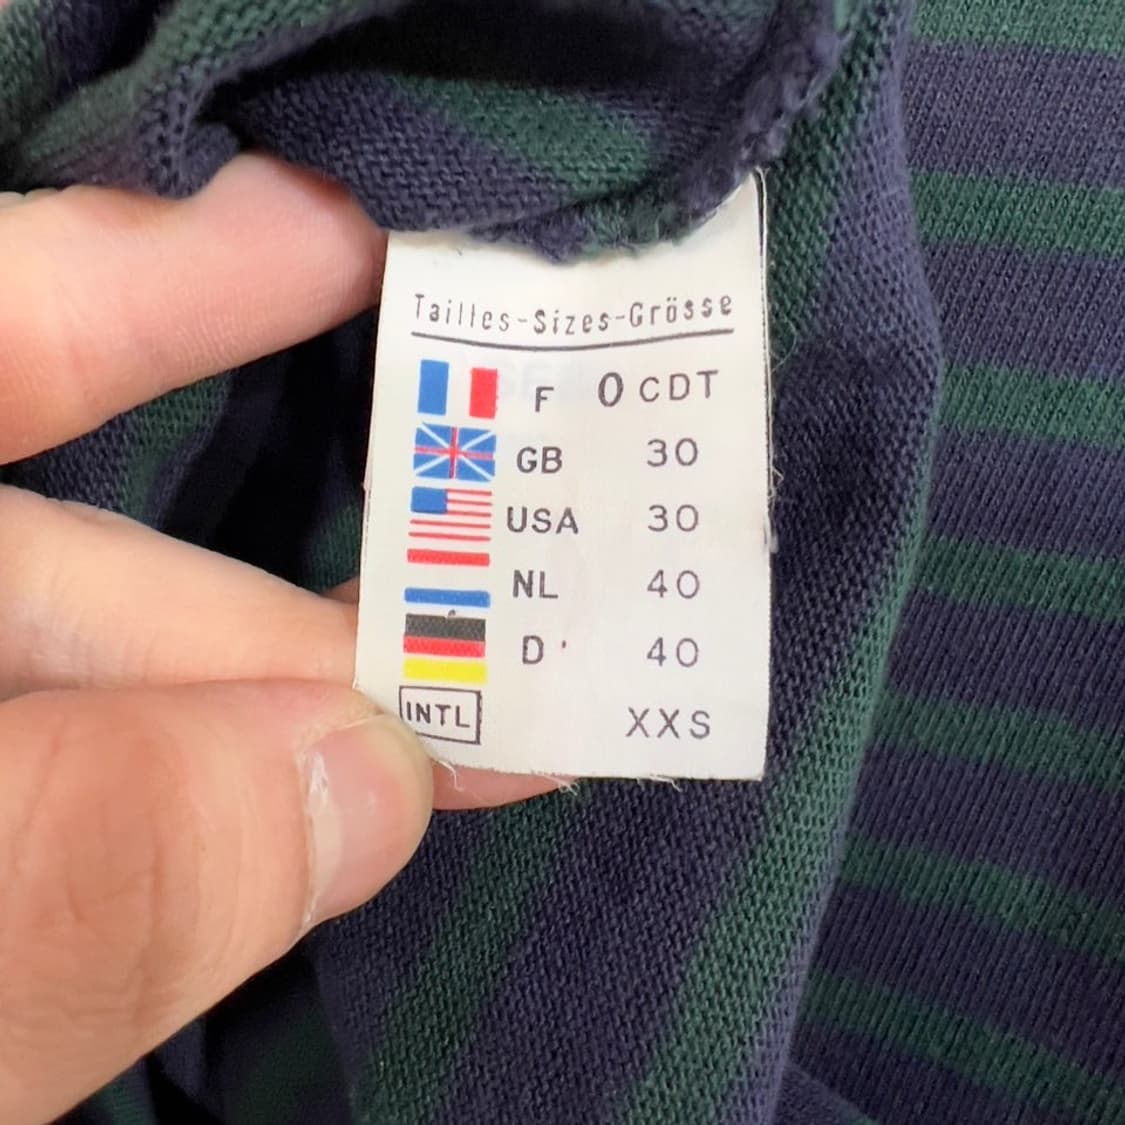 Tailles-Sizes-Grösse
F 0 CDT
GB 30
USA 30
NL 40
D 40
INTL XXS